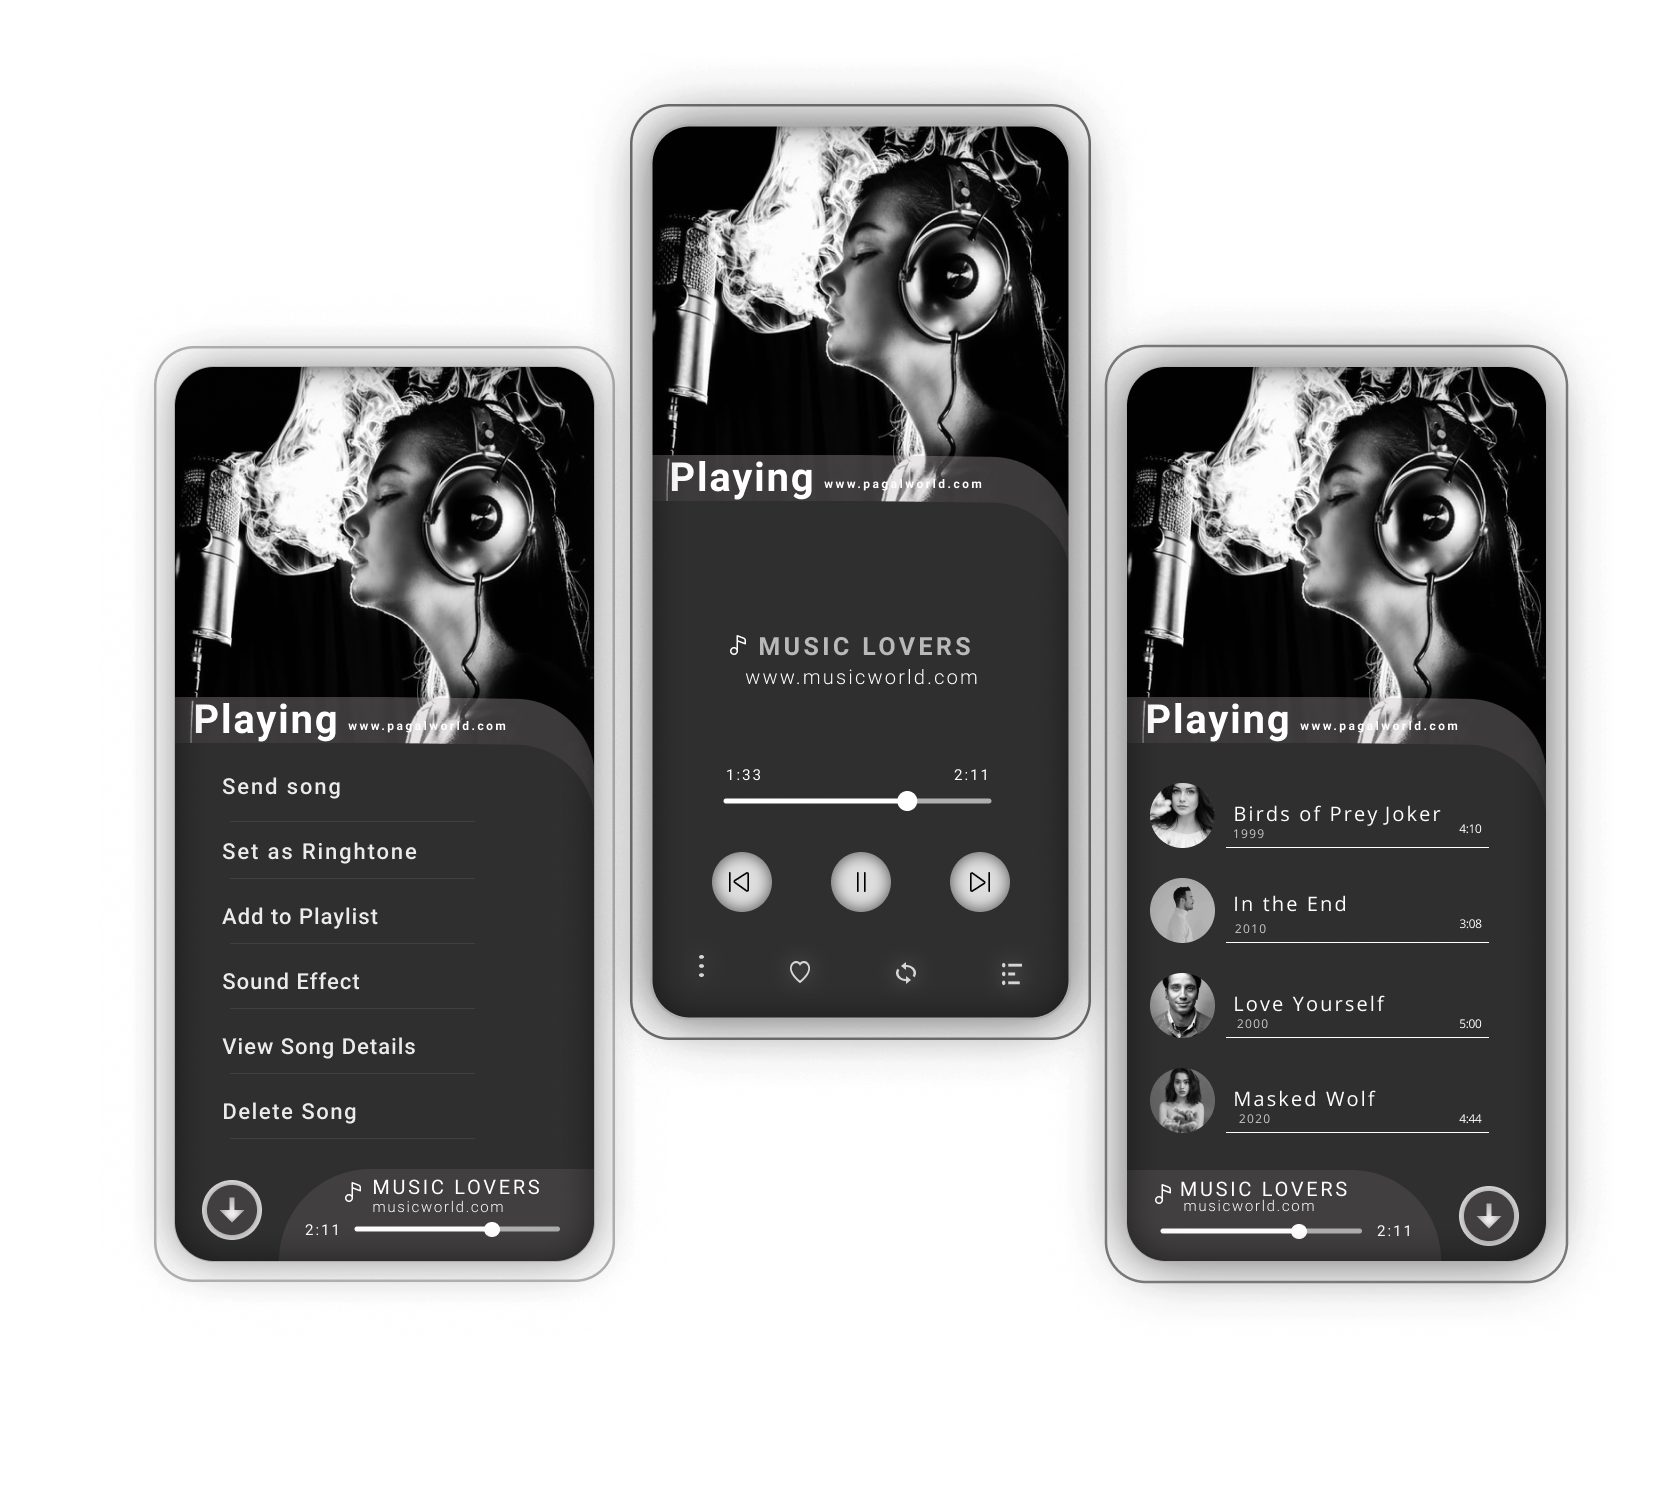 Playing www.pagalworld.com
Send song
Set as Ringhtone
Add to Playlist
Sound Effect
View Song Details
Delete Song
MUSIC LOVERS
musicworld.com
2:11
Playing www.pagalworld.com
MUSIC LOVERS
www.musicworld.com
1:33 2:11
Playing www.pagalworld.com
Birds of Prey Joker
1999 4:10
In the End
2010 3:08
Love Yourself
2000 5:00
Masked Wolf
2020 4:44
MUSIC LOVERS
musicworld.com
2:11